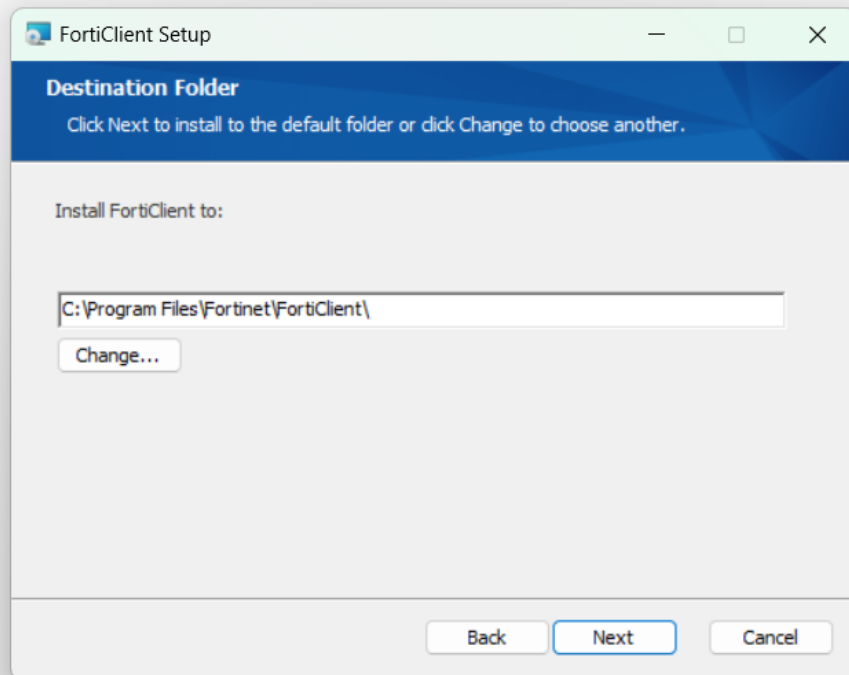 FortiClient Setup
Destination Folder
Click Next to install to the default folder or click Change to choose another.
Install FortiClient to:
C:\Program Files\Fortinet\FortiClient\
Change...
Back Next Cancel